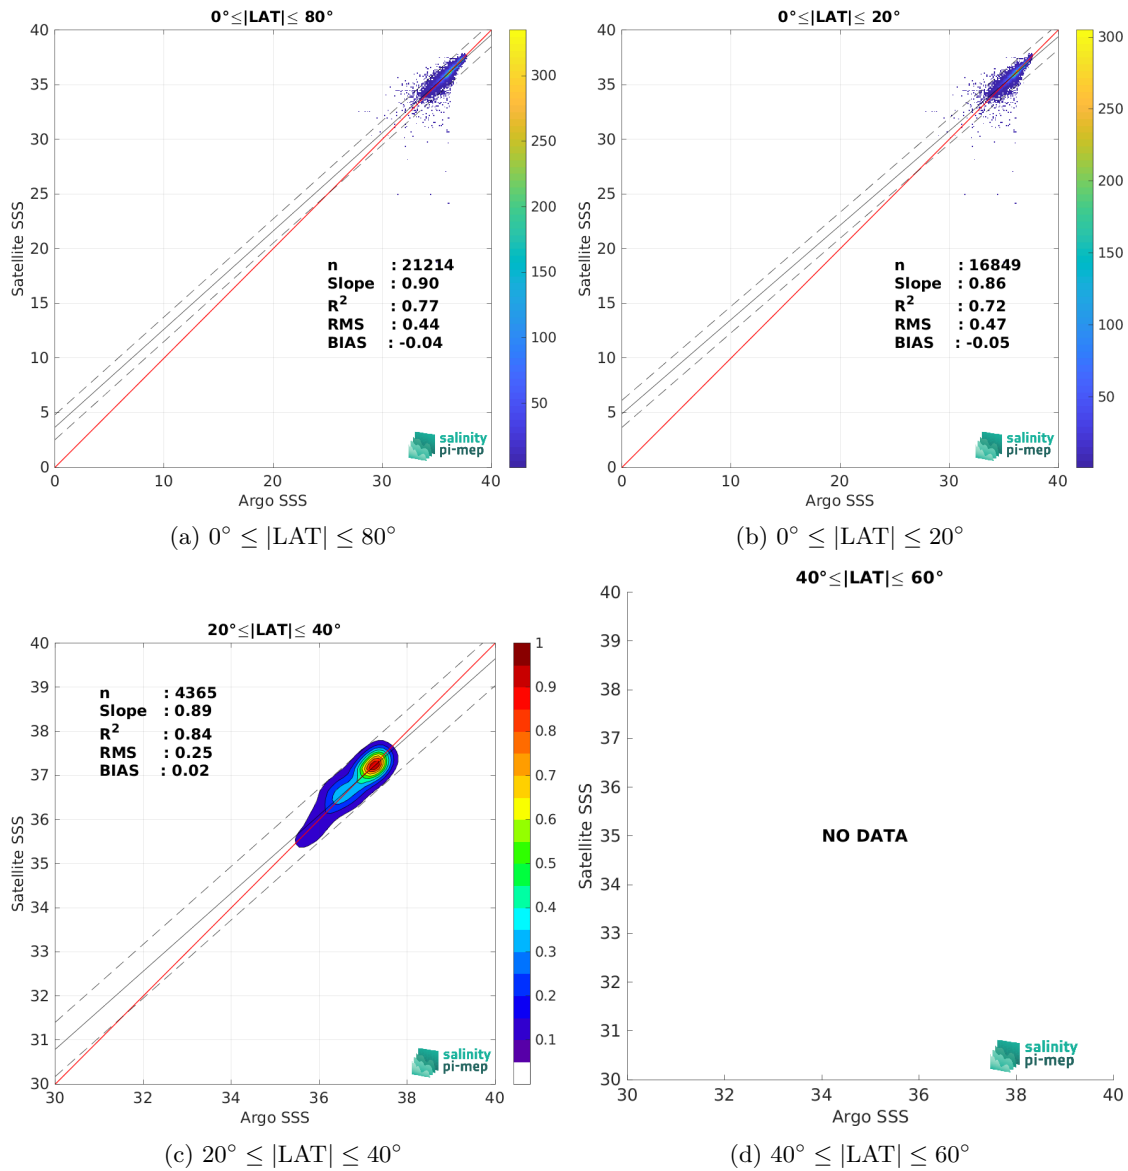 0°≤|LAT|≤ 80°
40
35
30
25
20
15
10
5
0
Satellite SSS
n : 21214
Slope : 0.90
R² : 0.77
RMS : 0.44
BIAS : -0.04
salinity
pi-mep
0 10 20 30 40
Argo SSS
300
250
200
150
100
50
(a) 0° ≤ |LAT| ≤ 80°
0°≤|LAT|≤ 20°
40
35
30
25
20
15
10
5
0
Satellite SSS
n : 16849
Slope : 0.86
R² : 0.72
RMS : 0.47
BIAS : -0.05
salinity
pi-mep
0 10 20 30 40
Argo SSS
300
250
200
150
100
50
(b) 0° ≤ |LAT| ≤ 20°
20°≤|LAT|≤ 40°
40
39
38
37
36
35
34
33
32
31
30
Satellite SSS
n : 4365
Slope : 0.89
R² : 0.84
RMS : 0.25
BIAS : 0.02
salinity
pi-mep
30 32 34 36 38 40
Argo SSS
1
0.9
0.8
0.7
0.6
0.5
0.4
0.3
0.2
0.1
(c) 20° ≤ |LAT| ≤ 40°
40°≤|LAT|≤ 60°
40
39
38
37
36
35
34
33
32
31
30
Satellite SSS
NO DATA
salinity
pi-mep
30 32 34 36 38 40
Argo SSS
(d) 40° ≤ |LAT| ≤ 60°